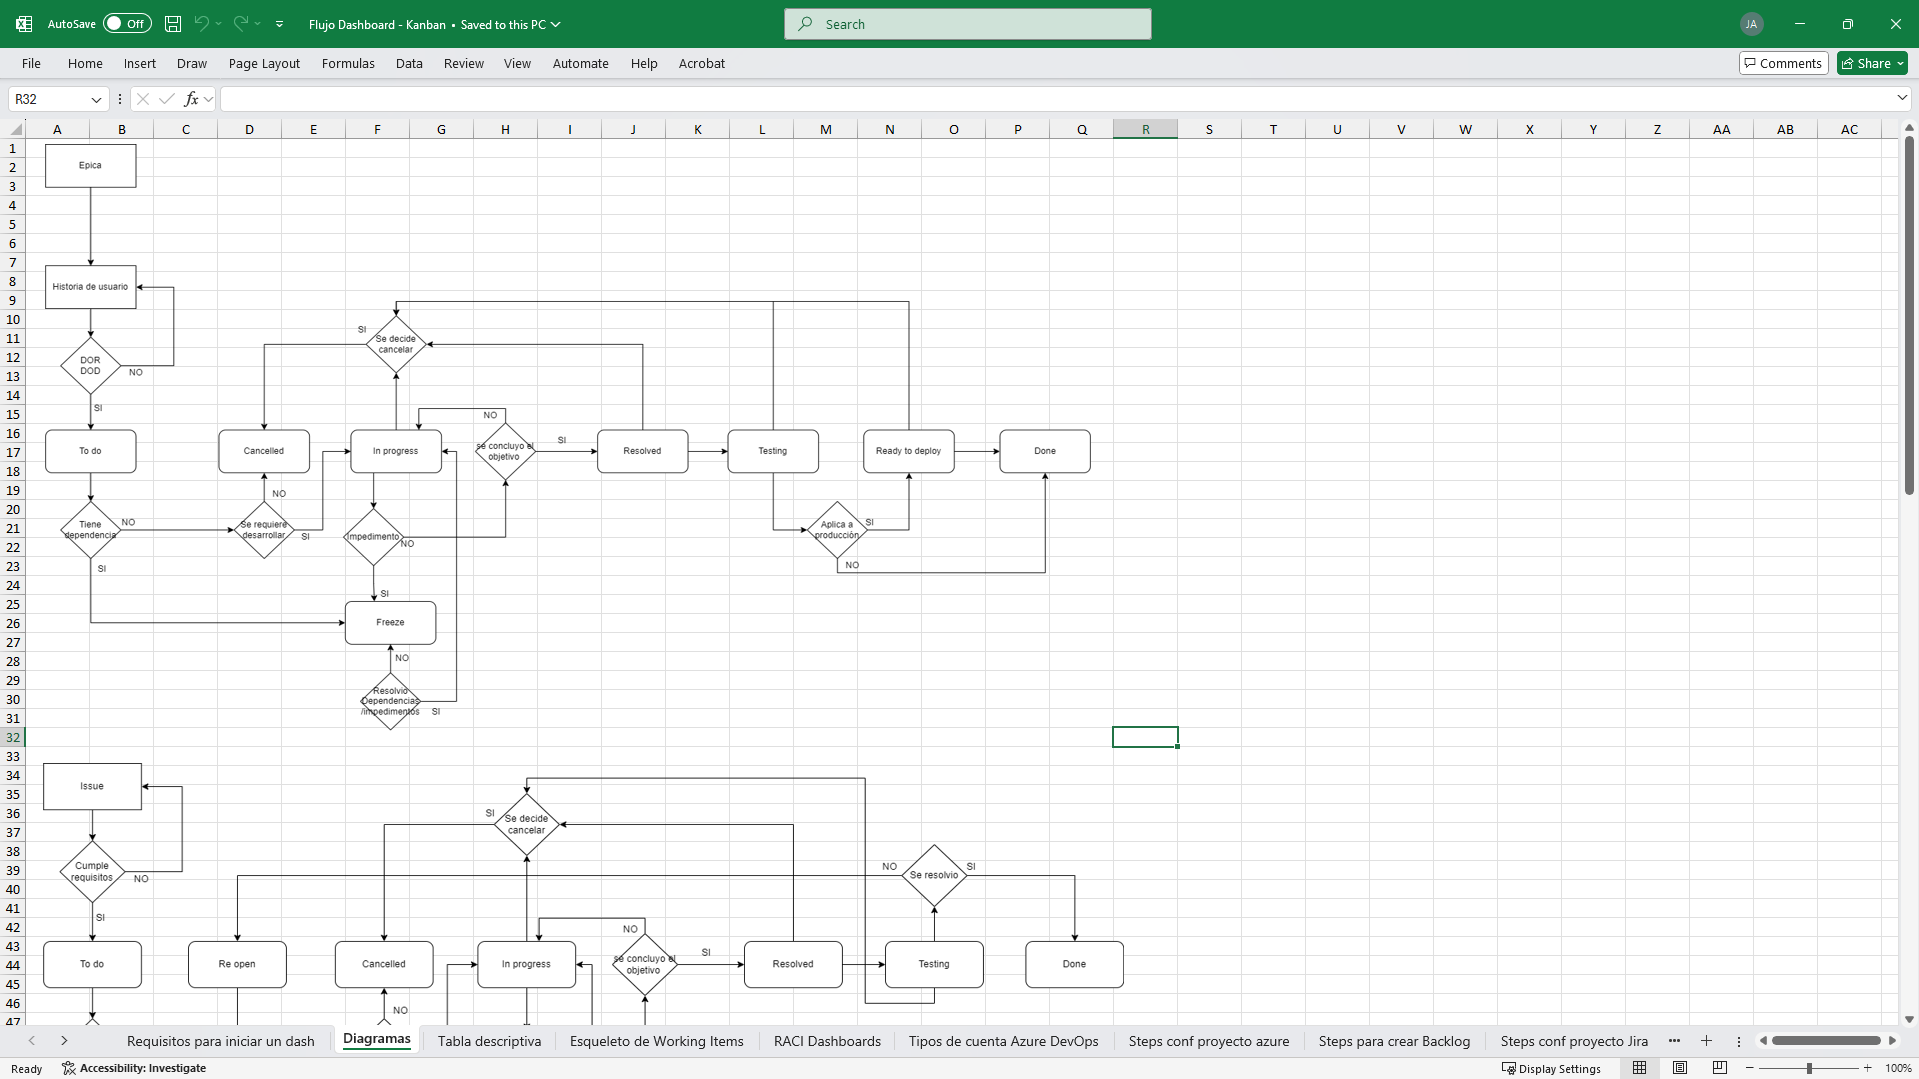 AutoSave Off
Flujo Dashboard - Kanban • Saved to this PC
Search
JA
File Home Insert Draw Page Layout Formulas Data Review View Automate Help Acrobat
Comments Share
R32
fx
A B C D E F G H I J K L M N O P Q R S T U V W X Y Z AA AB AC
1
2
3
4
5
6
7
8
9
10
11
12
13
14
15
16
17
18
19
20
21
22
23
24
25
26
27
28
29
30
31
32
33
34
35
36
37
38
39
40
41
42
43
44
45
46
47
Epica
Historia de usuario
SI
Se decide
cancelar
DOR
DOD
NO
SI
NO
To do
Cancelled
In progress
se concluyo el
objetivo
SI
Resolved
Testing
Ready to deploy
Done
NO
Tiene
dependencia
NO
Se requiere
desarrollar
SI
Impedimento
NO
Aplica a
producción
SI
NO
SI
SI
Freeze
NO
Resolvio
Dependencias
/impedimentos
SI
Issue
SI
Se decide
cancelar
Cumple
requisitos
NO
NO
Se resolvio
SI
SI
NO
To do
Re open
Cancelled
In progress
se concluyo el
objetivo
SI
Resolved
Testing
Done
NO
Requisitos para iniciar un dash Diagramas Tabla descriptiva Esqueleto de Working Items RACI Dashboards Tipos de cuenta Azure DevOps Steps conf proyecto azure Steps para crear Backlog Steps conf proyecto Jira
Ready Accessibility: Investigate Display Settings 100%